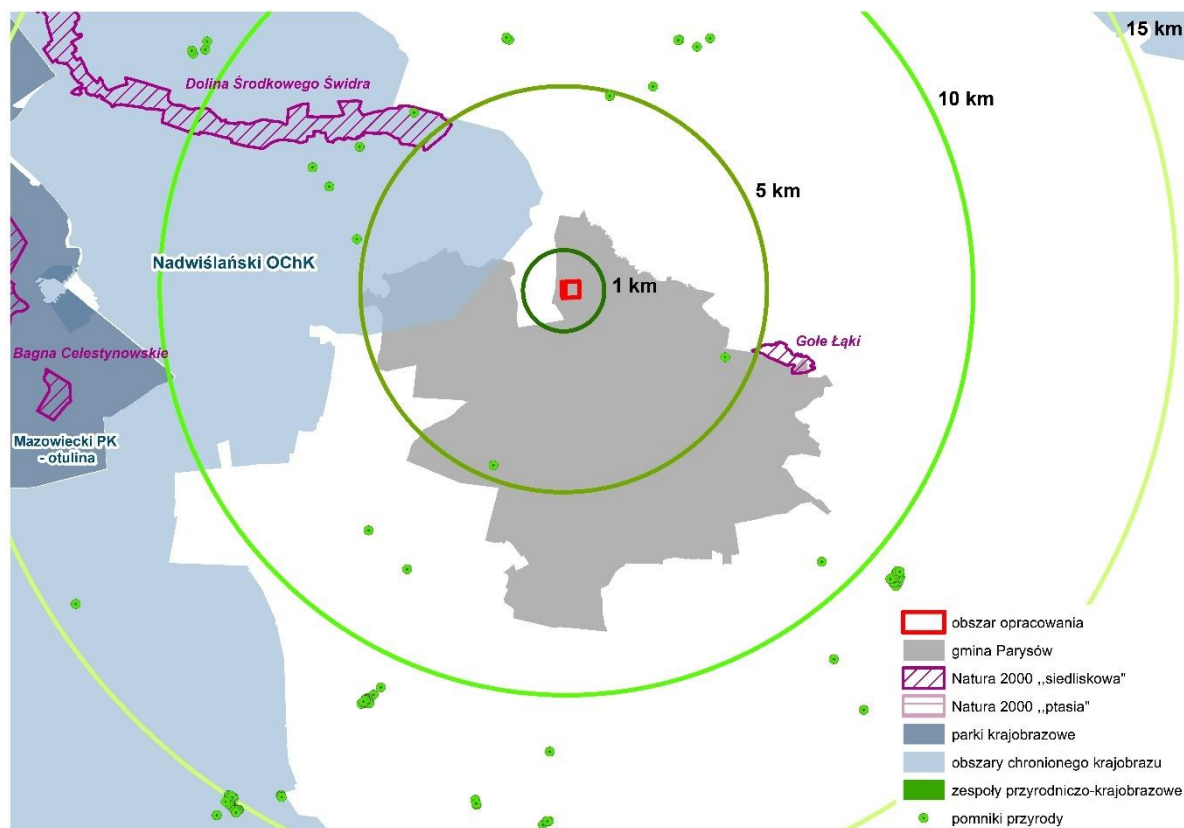 15 km
Dolina Środkowego Świdra
10 km
5 km
Nadwiślański OChK
1 km
Gołe Łąki
Bagna Celestynowskie
Mazowiecki PK
- otulina
obszar opracowania
gmina Parysów
Natura 2000 ,,siedliskowa"
Natura 2000 ,,ptasia"
parki krajobrazowe
obszary chronionego krajobrazu
zespoły przyrodniczo-krajobrazowe
pomniki przyrody